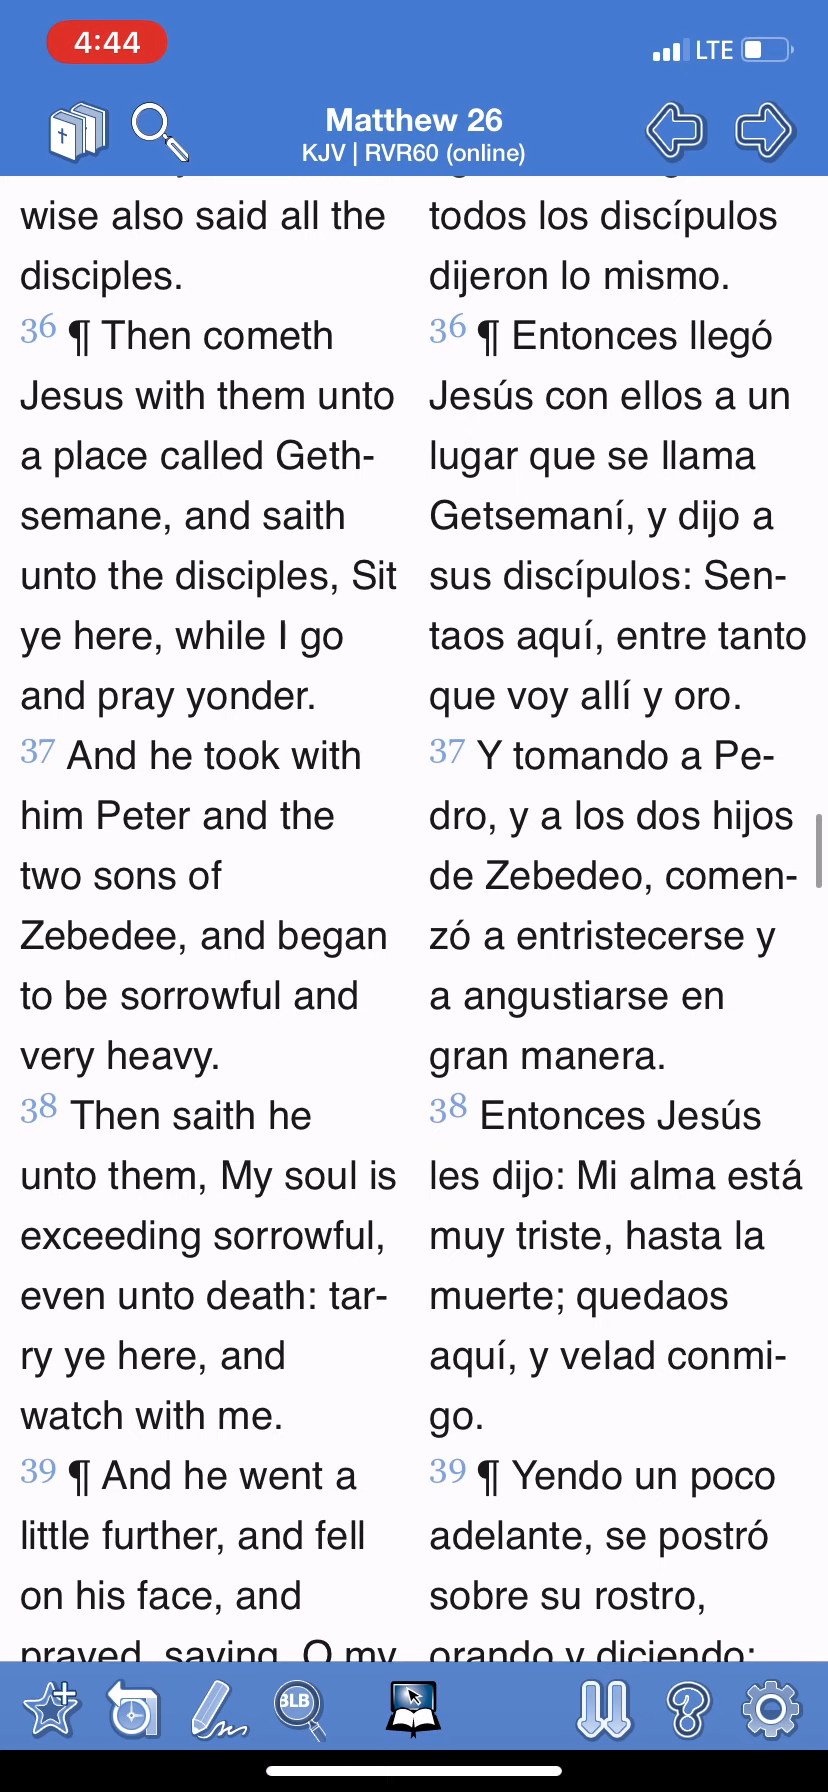 4:44
LTE
Matthew 26
KJV | RVR60 (online)
wise also said all the
disciples.
36 ¶ Then cometh
Jesus with them unto
a place called Geth-
semane, and saith
unto the disciples, Sit
ye here, while I go
and pray yonder.
37 And he took with
him Peter and the
two sons of
Zebedee, and began
to be sorrowful and
very heavy.
38 Then saith he
unto them, My soul is
exceeding sorrowful,
even unto death: tar-
ry ye here, and
watch with me.
39 ¶ And he went a
little further, and fell
on his face, and
prayed, saying, O my
todos los discípulos
dijeron lo mismo.
36 ¶ Entonces llegó
Jesús con ellos a un
lugar que se llama
Getsemaní, y dijo a
sus discípulos: Sen-
taos aquí, entre tanto
que voy allí y oro.
37 Y tomando a Pe-
dro, y a los dos hijos
de Zebedeo, comen-
zó a entristecerse y
a angustiarse en
gran manera.
38 Entonces Jesús
les dijo: Mi alma está
muy triste, hasta la
muerte; quedaos
aquí, y velad conmi-
go.
39 ¶ Yendo un poco
adelante, se postró
sobre su rostro,
orando y diciendo:
BLB